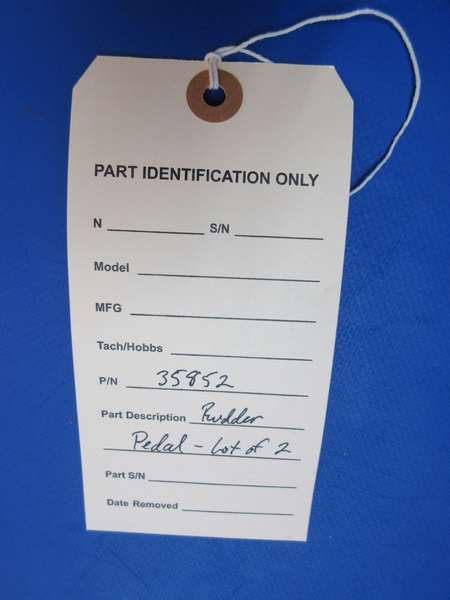 PART IDENTIFICATION ONLY
N S/N
Model
MFG
Tach/Hobbs
P/N 35852
Part Description Rudder
Pedal - Lot of 2
Part S/N
Date Removed